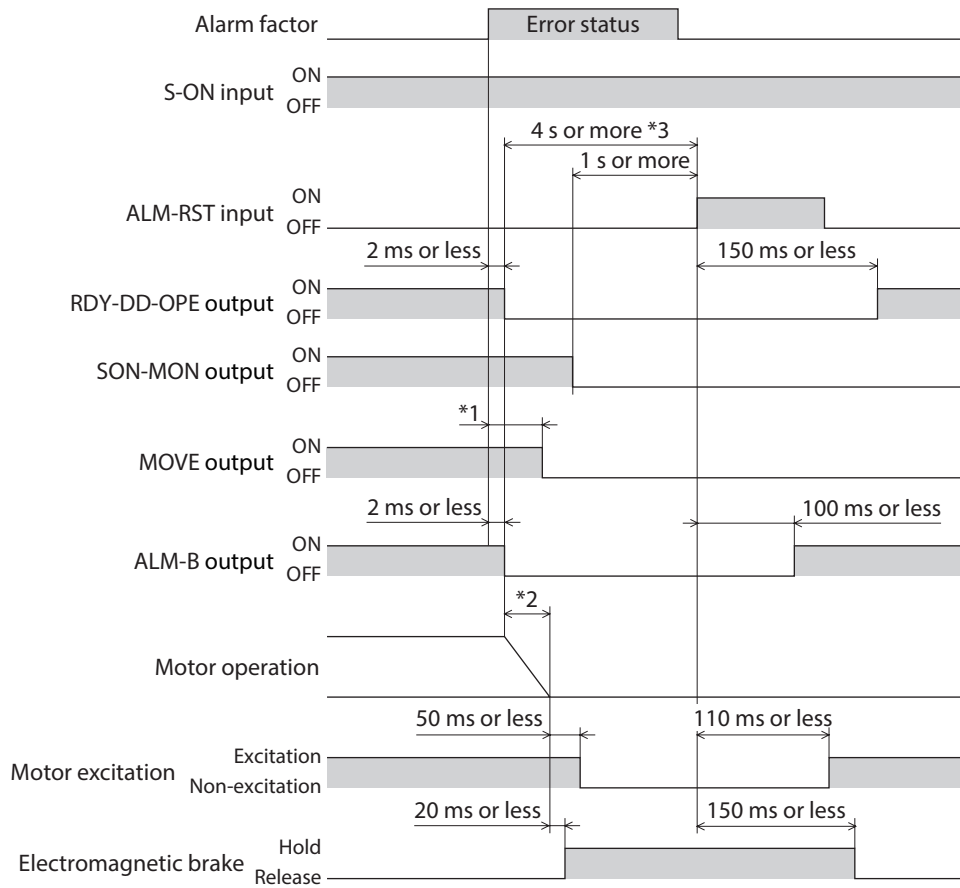 Alarm factor
Error status
S-ON input
ON
OFF
4 s or more *3
1 s or more
ALM-RST input
ON
OFF
2 ms or less
150 ms or less
RDY-DD-OPE output
ON
OFF
SON-MON output
ON
OFF
*1
MOVE output
ON
OFF
2 ms or less
100 ms or less
ALM-B output
ON
OFF
*2
Motor operation
50 ms or less
110 ms or less
Motor excitation
Excitation
Non-excitation
20 ms or less
150 ms or less
Electromagnetic brake
Hold
Release